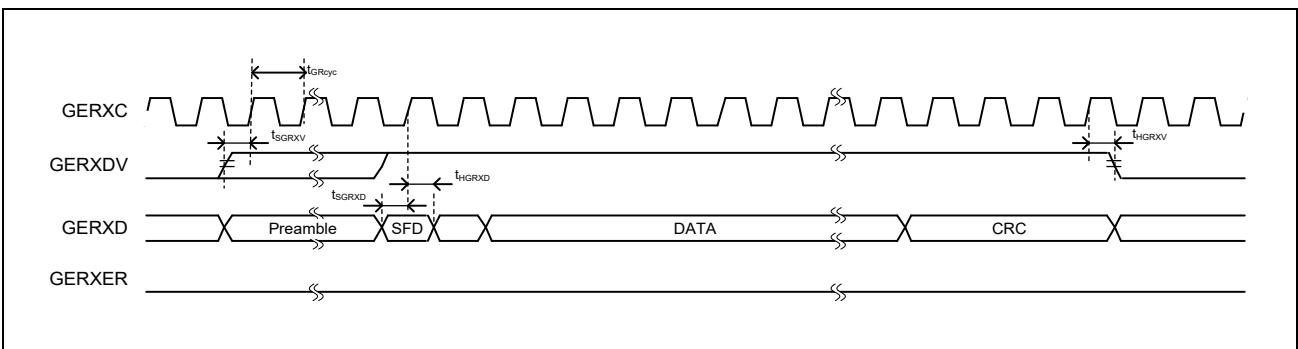 tGRcyc
GERXC
tSGRXV
tHGRXV
GERXDV
tHGRXD
tSGRXD
GERXD Preamble SFD DATA CRC
GERXER